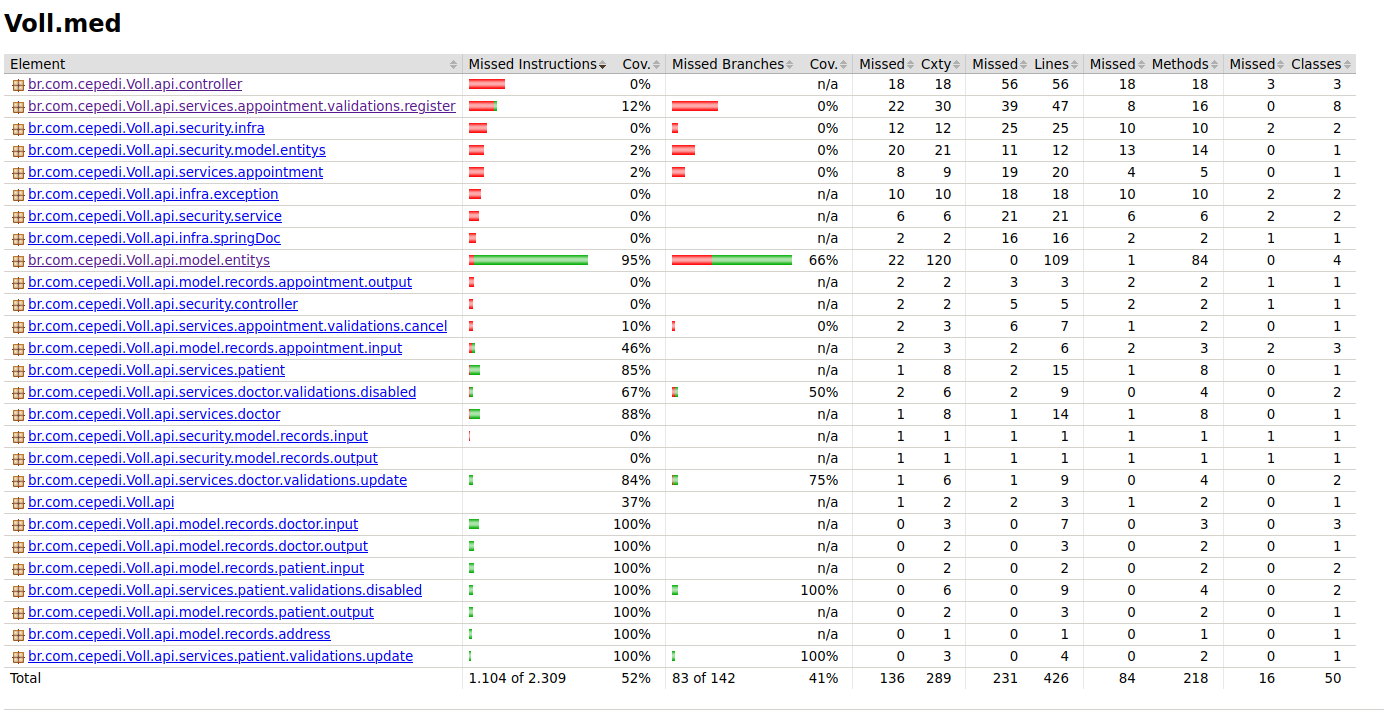 Voll.med
Element Missed Instructions Cov. Missed Branches Cov. Missed Cxty Missed Lines Missed Methods Missed Classes
br.com.cepedi.Voll.api.controller 0% n/a 18 18 56 56 18 18 3 3
br.com.cepedi.Voll.api.services.appointment.validations.register 12% 0% 22 30 39 47 8 16 0 8
br.com.cepedi.Voll.api.security.infra 0% 0% 12 12 25 25 10 10 2 2
br.com.cepedi.Voll.api.security.model.entitys 2% 0% 20 21 11 12 13 14 0 1
br.com.cepedi.Voll.api.services.appointment 2% 0% 8 9 19 20 4 5 0 1
br.com.cepedi.Voll.api.infra.exception 0% n/a 10 10 18 18 10 10 2 2
br.com.cepedi.Voll.api.security.service 0% n/a 6 6 21 21 6 6 2 2
br.com.cepedi.Voll.api.infra.springDoc 0% n/a 2 2 16 16 2 2 1 1
br.com.cepedi.Voll.api.model.entitys 95% 66% 22 120 0 109 1 84 0 4
br.com.cepedi.Voll.api.model.records.appointment.output 0% n/a 2 2 3 3 2 2 1 1
br.com.cepedi.Voll.api.security.controller 0% n/a 2 2 5 5 2 2 1 1
br.com.cepedi.Voll.api.services.appointment.validations.cancel 10% 0% 2 3 6 7 1 2 0 1
br.com.cepedi.Voll.api.model.records.appointment.input 46% n/a 2 3 2 6 2 3 2 3
br.com.cepedi.Voll.api.services.patient 85% n/a 1 8 2 15 1 8 0 1
br.com.cepedi.Voll.api.services.doctor.validations.disabled 67% 50% 2 6 2 9 0 4 0 2
br.com.cepedi.Voll.api.services.doctor 88% n/a 1 8 1 14 1 8 0 1
br.com.cepedi.Voll.api.security.model.records.input 0% n/a 1 1 1 1 1 1 1 1
br.com.cepedi.Voll.api.security.model.records.output 0% n/a 1 1 1 1 1 1 1 1
br.com.cepedi.Voll.api.services.doctor.validations.update 84% 75% 1 6 1 9 0 4 0 2
br.com.cepedi.Voll.api 37% n/a 1 2 2 3 1 2 0 1
br.com.cepedi.Voll.api.model.records.doctor.input 100% n/a 0 3 0 7 0 3 0 3
br.com.cepedi.Voll.api.model.records.doctor.output 100% n/a 0 2 0 3 0 2 0 1
br.com.cepedi.Voll.api.model.records.patient.input 100% n/a 0 2 0 2 0 2 0 2
br.com.cepedi.Voll.api.services.patient.validations.disabled 100% 100% 0 6 0 9 0 4 0 2
br.com.cepedi.Voll.api.model.records.patient.output 100% n/a 0 2 0 3 0 2 0 1
br.com.cepedi.Voll.api.model.records.address 100% n/a 0 1 0 1 0 1 0 1
br.com.cepedi.Voll.api.services.patient.validations.update 100% 100% 0 3 0 4 0 2 0 1
Total 1.104 of 2.309 52% 83 of 142 41% 136 289 231 426 84 218 16 50